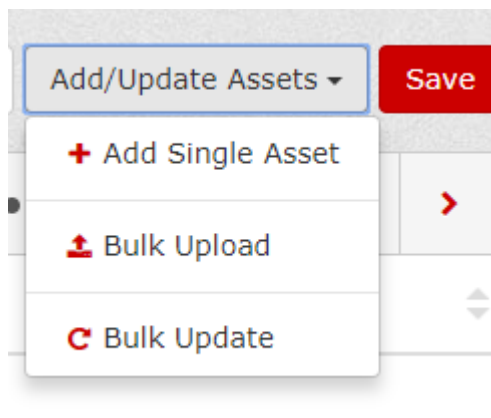 Add/Update Assets Save
Add Single Asset
Bulk Upload
Bulk Update